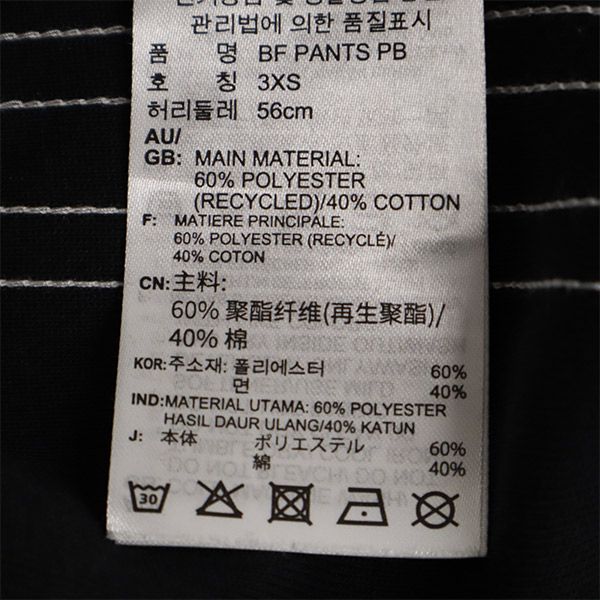 관리법에 의한 품질표시
품 명 BF PANTS PB
호 칭 3XS
허리둘레 56cm
AU/
GB: MAIN MATERIAL:
60% POLYESTER
(RECYCLED)/40% COTTON
F: MATIERE PRINCIPALE:
60% POLYESTER (RECYCLÉ)/
40% COTON
CN: 主料:
60% 聚酯纤维(再生聚酯)/
40% 棉
KOR: 주소재: 폴리에스터 60%
면 40%
IND: MATERIAL UTAMA: 60% POLYESTER
HASIL DAUR ULANG/40% KATUN
J: 本体 ポリエステル 60%
綿 40%
30